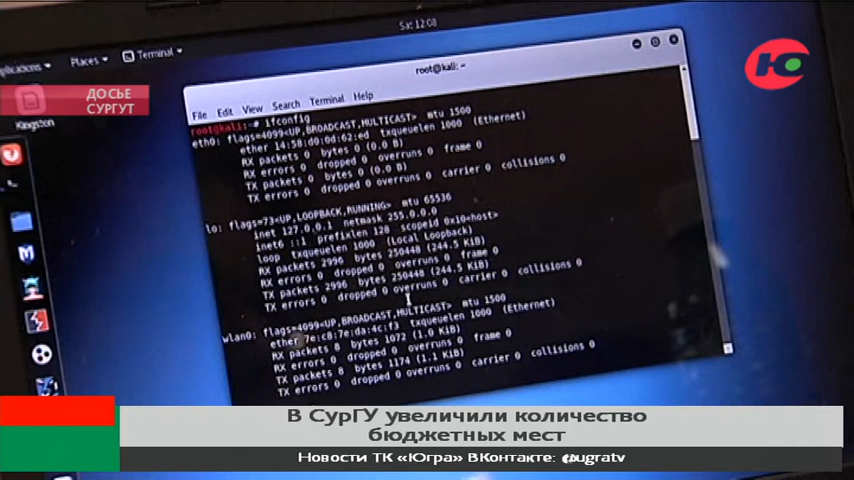 Sat 12:08
Applications Places Terminal
root@kali: ~
File Edit View Search Terminal Help
ДОСЬЕ
СУРГУТ
Ю
Kingston
root@kali:~# ifconfig
eth0: flags=4099<UP,BROADCAST,MULTICAST> mtu 1500
ether 14:58:d0:0d:62:ed txqueuelen 1000 (Ethernet)
RX packets 0 bytes 0 (0.0 B)
RX errors 0 dropped 0 overruns 0 frame 0
TX packets 0 bytes 0 (0.0 B)
TX errors 0 dropped 0 overruns 0 carrier 0 collisions 0
lo: flags=73<UP,LOOPBACK,RUNNING> mtu 65536
inet 127.0.0.1 netmask 255.0.0.0
inet6 ::1 prefixlen 128 scopeid 0x10<host>
loop txqueuelen 1000 (Local Loopback)
RX packets 2996 bytes 250448 (244.5 KiB)
RX errors 0 dropped 0 overruns 0 frame 0
TX packets 2996 bytes 250448 (244.5 KiB)
TX errors 0 dropped 0 overruns 0 carrier 0 collisions 0
wlan0: flags=4099<UP,BROADCAST,MULTICAST> mtu 1500
ether 7e:c8:7e:da:4c:f3 txqueuelen 1000 (Ethernet)
RX packets 8 bytes 1072 (1.0 KiB)
RX errors 0 dropped 0 overruns 0 frame 0
TX packets 8 bytes 1174 (1.1 KiB)
TX errors 0 dropped 0 overruns 0 carrier 0 collisions 0
В СурГУ увеличили количество
бюджетных мест
Новости ТК «Югра» ВКонтакте: @ugratv